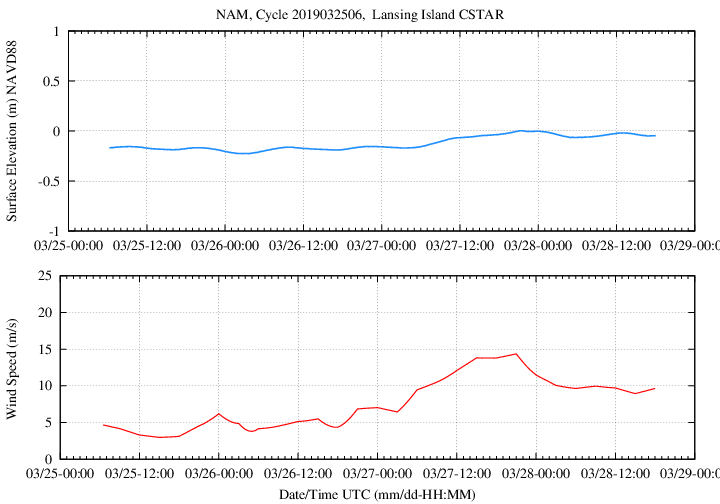 NAM, Cycle 2019032506, Lansing Island CSTAR
Surface Elevation (m) NAVD88
1
0.5
0
-0.5
-1
03/25-00:00 03/25-12:00 03/26-00:00 03/26-12:00 03/27-00:00 03/27-12:00 03/28-00:00 03/28-12:00 03/29-0
Wind Speed (m/s)
25
20
15
10
5
0
03/25-00:00 03/25-12:00 03/26-00:00 03/26-12:00 03/27-00:00 03/27-12:00 03/28-00:00 03/28-12:00 03/29-0
Date/Time UTC (mm/dd-HH:MM)